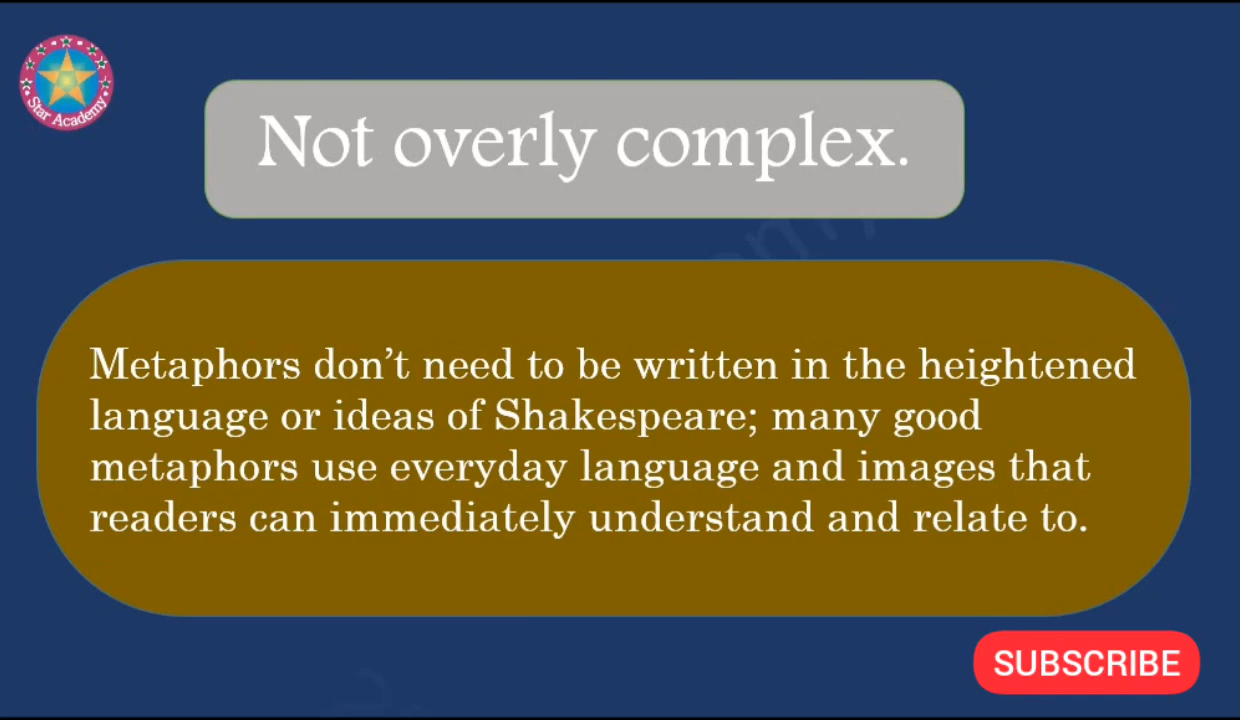 Star Academy
Not overly complex.
Metaphors don’t need to be written in the heightened
language or ideas of Shakespeare; many good
metaphors use everyday language and images that
readers can immediately understand and relate to.
SUBSCRIBE